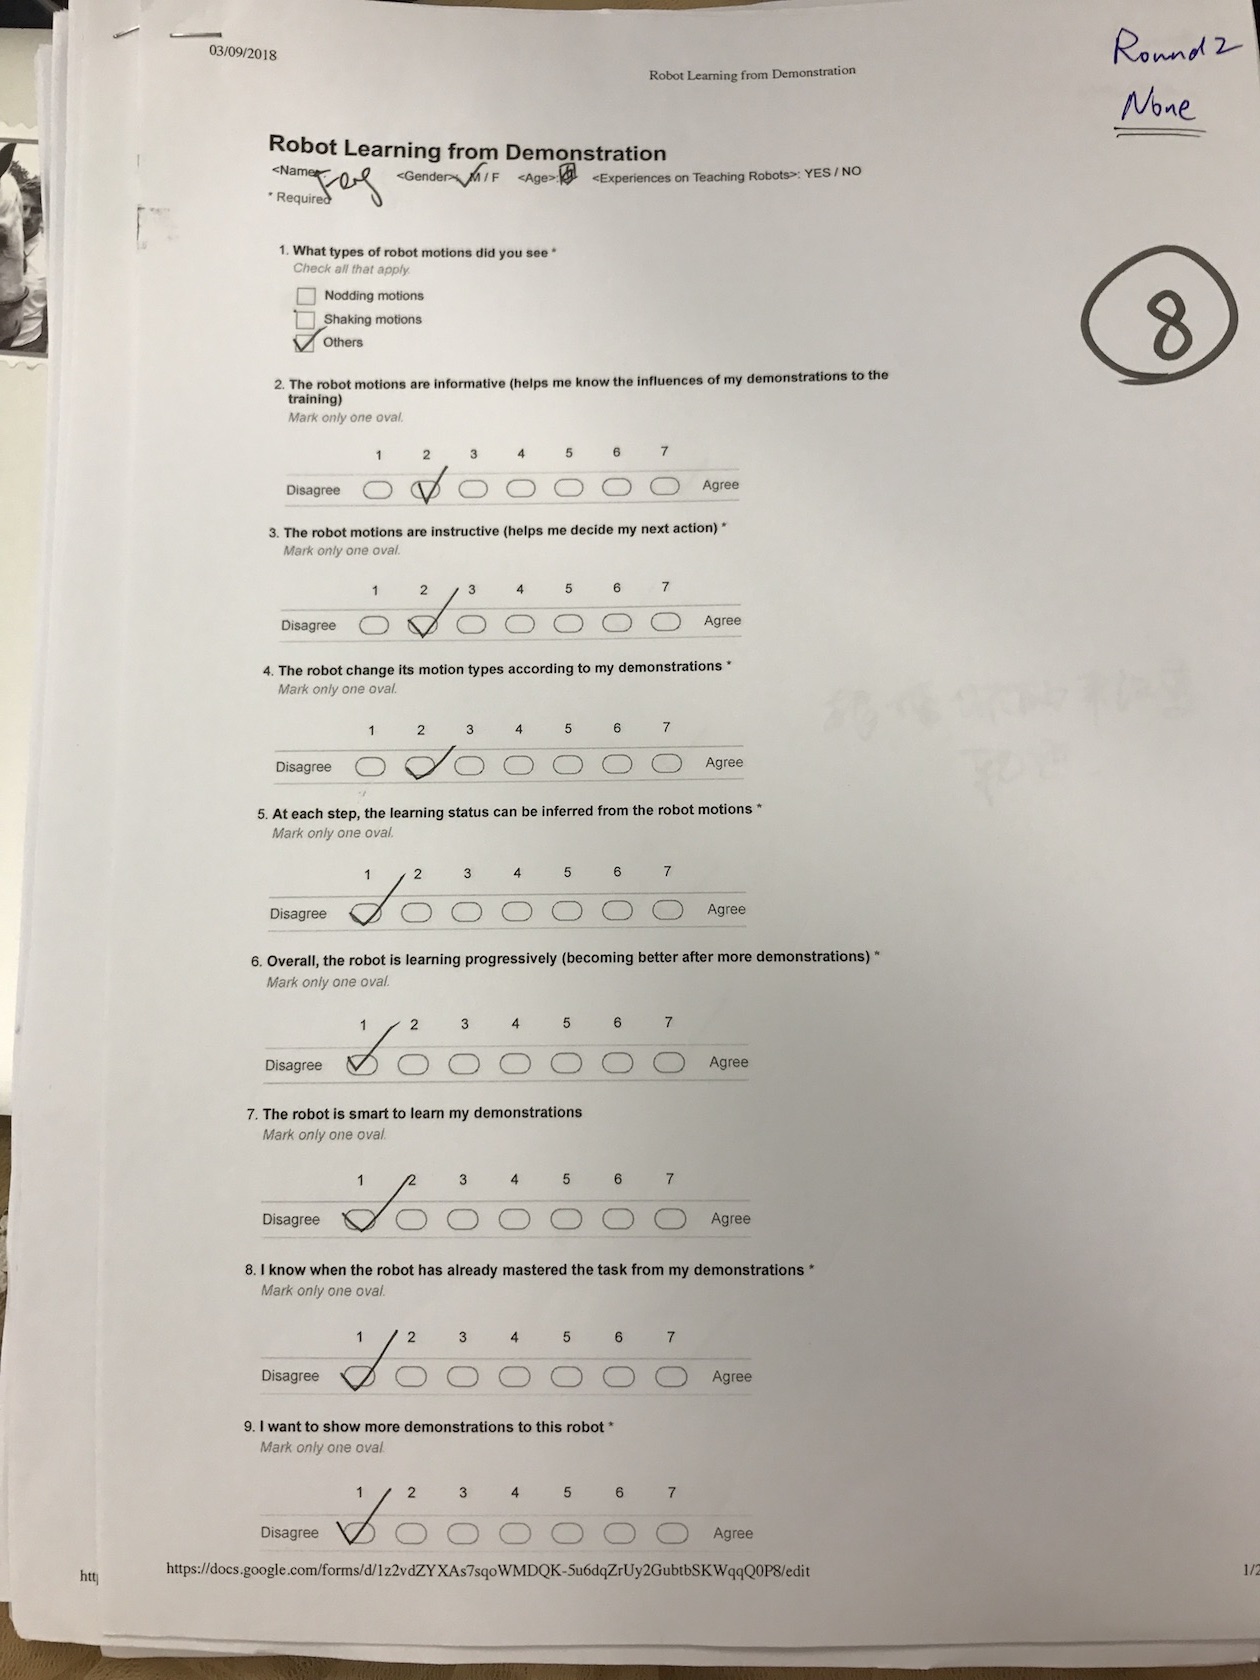 03/09/2018
Robot Learning from Demonstration
Round 2
None
Robot Learning from Demonstration
<Name>: <Gender>: M / F <Age>: <Experiences on Teaching Robots>: YES / NO
* Required
8
1. What types of robot motions did you see *
Check all that apply.
Nodding motions
Shaking motions
Others
2. The robot motions are informative (helps me know the influences of my demonstrations to the
training)
Mark only one oval.
1 2 3 4 5 6 7
Disagree Agree
3. The robot motions are instructive (helps me decide my next action) *
Mark only one oval.
1 2 3 4 5 6 7
Disagree Agree
4. The robot change its motion types according to my demonstrations *
Mark only one oval.
1 2 3 4 5 6 7
Disagree Agree
5. At each step, the learning status can be inferred from the robot motions *
Mark only one oval.
1 2 3 4 5 6 7
Disagree Agree
6. Overall, the robot is learning progressively (becoming better after more demonstrations) *
Mark only one oval.
1 2 3 4 5 6 7
Disagree Agree
7. The robot is smart to learn my demonstrations
Mark only one oval.
1 2 3 4 5 6 7
Disagree Agree
8. I know when the robot has already mastered the task from my demonstrations *
Mark only one oval.
1 2 3 4 5 6 7
Disagree Agree
9. I want to show more demonstrations to this robot *
Mark only one oval.
1 2 3 4 5 6 7
Disagree Agree
htt
https://docs.google.com/forms/d/1z2vdZYXAs7sqoWMDQK-5u6dqZrUy2GubtbSKWqqQ0P8/edit
1/2